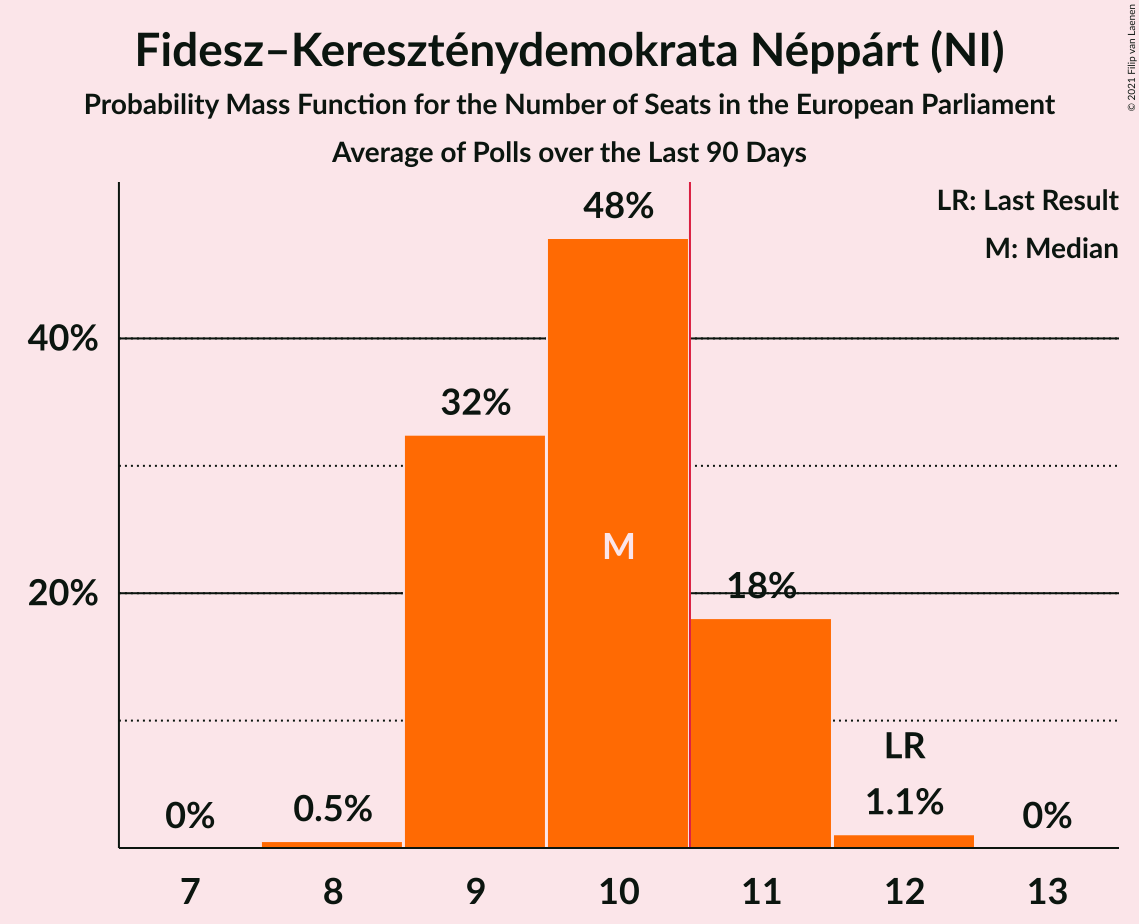 Fidesz–Kereszténydemokrata Néppárt (NI)
Probability Mass Function for the Number of Seats in the European Parliament
Average of Polls over the Last 90 Days
© 2021 Filip van Laenen
LR: Last Result
M: Median
48%
40%
32%
M
20%
18%
LR
0%
0.5%
1.1%
0%
7 8 9 10 11 12 13